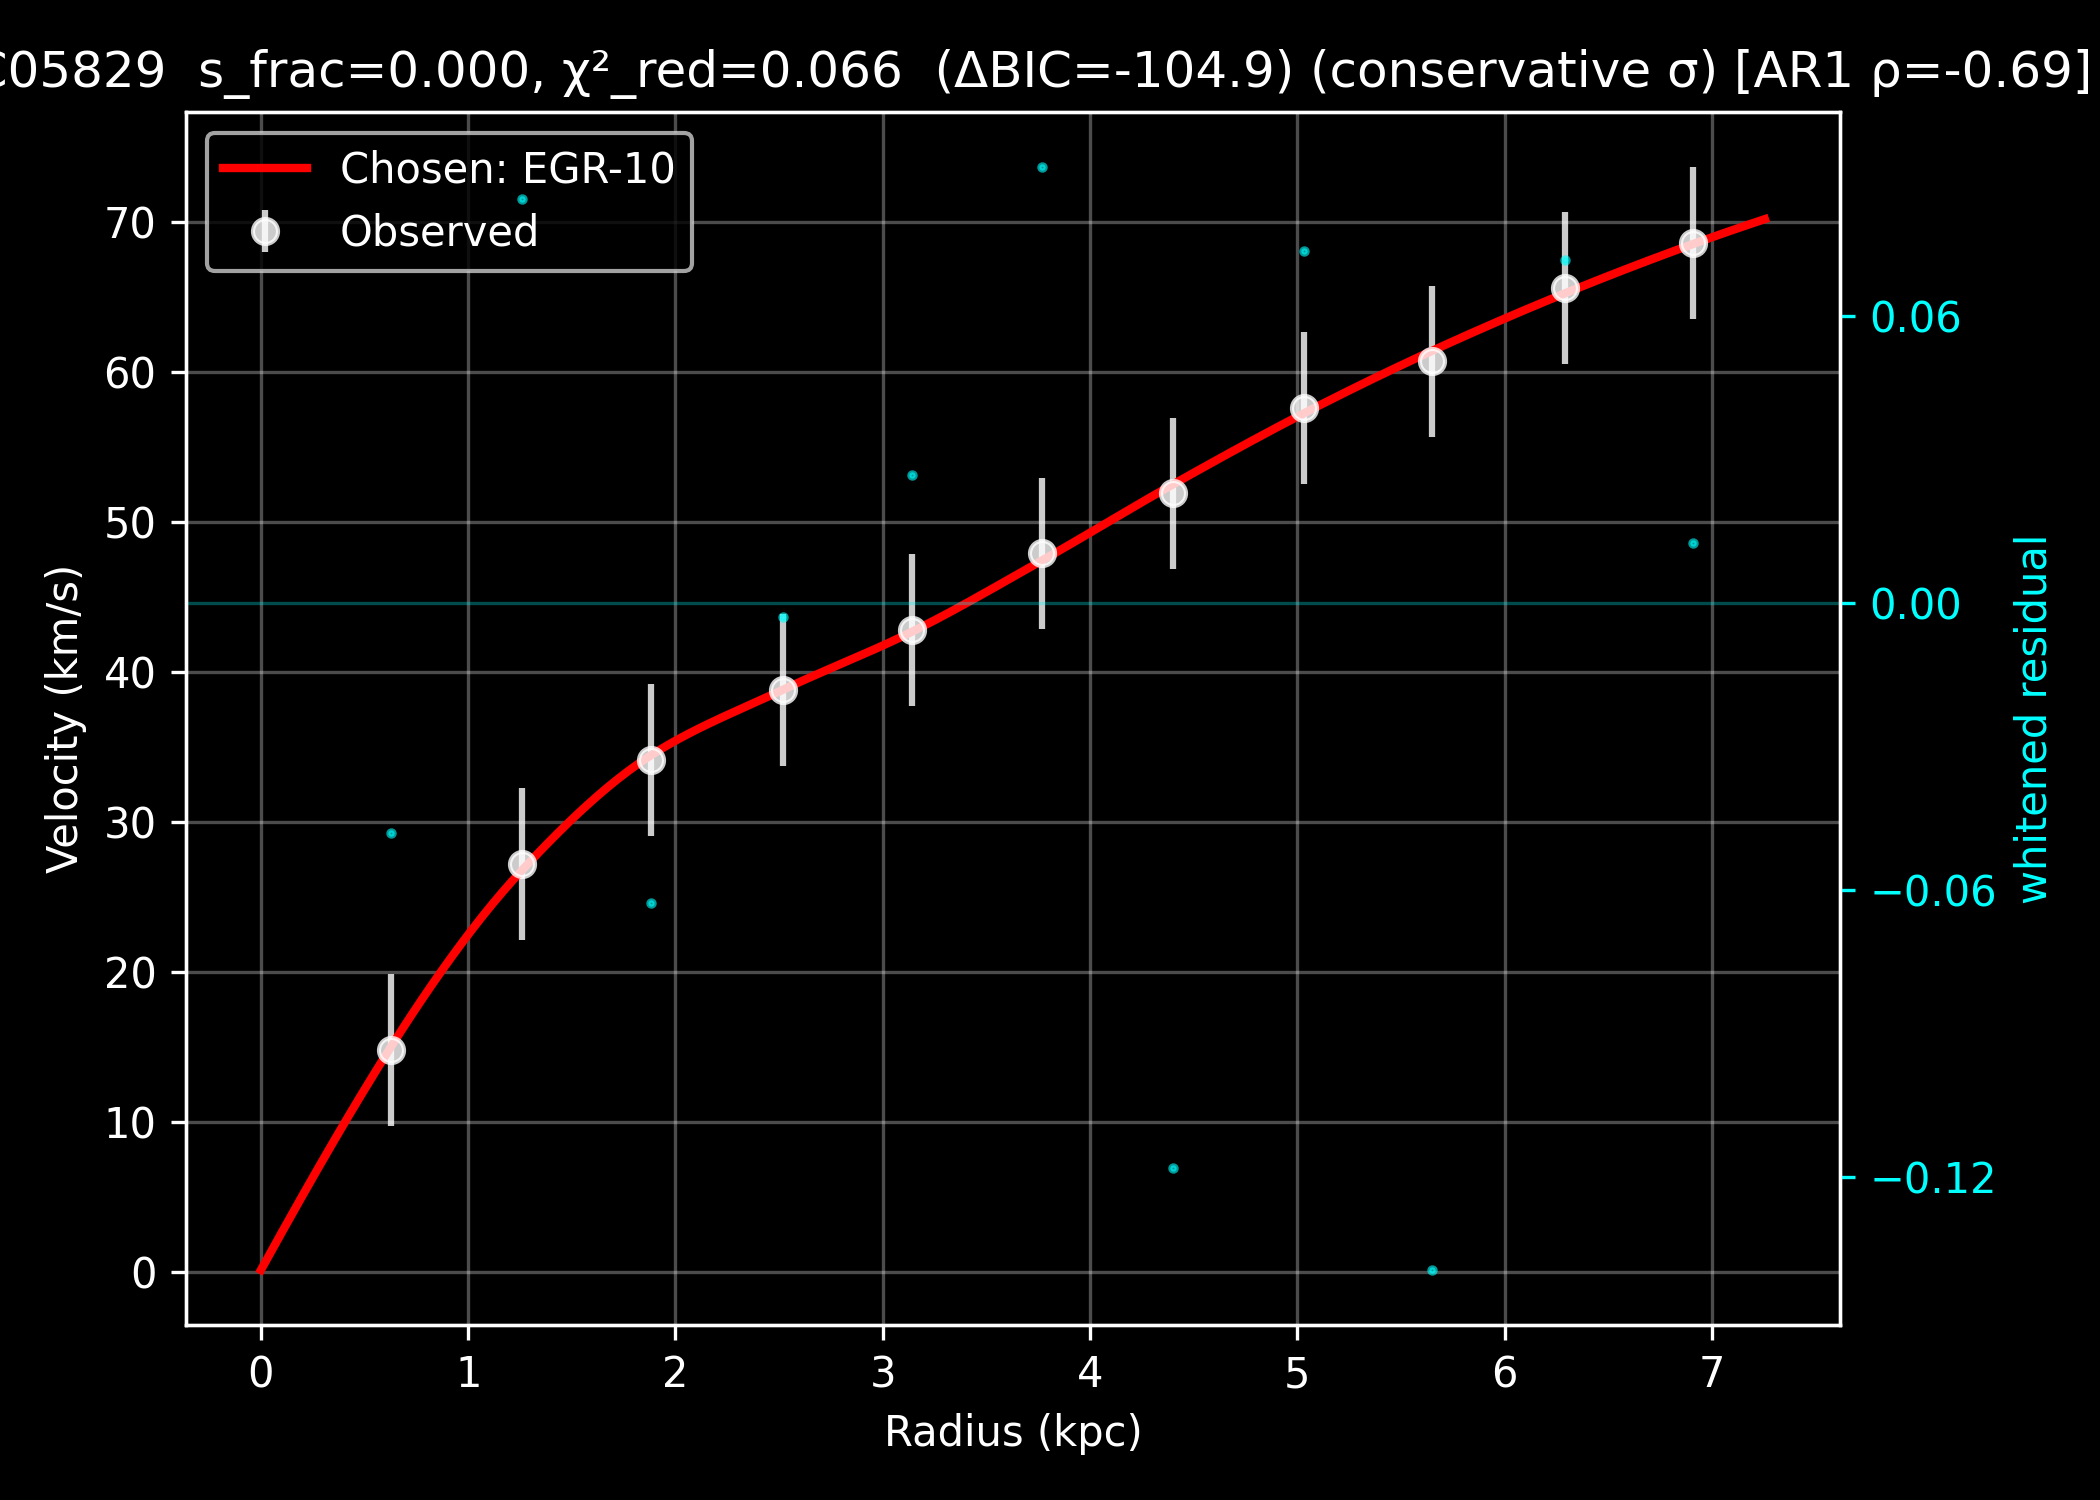 C05829  s_frac=0.000, χ²_red=0.066  (ΔBIC=-104.9) (conservative σ) [AR1 ρ=-0.69]
Chosen: EGR-10
Observed
Velocity (km/s)
70
60
50
40
30
20
10
0
0.06
0.00
−0.06
−0.12
whitened residual
0 1 2 3 4 5 6 7
Radius (kpc)